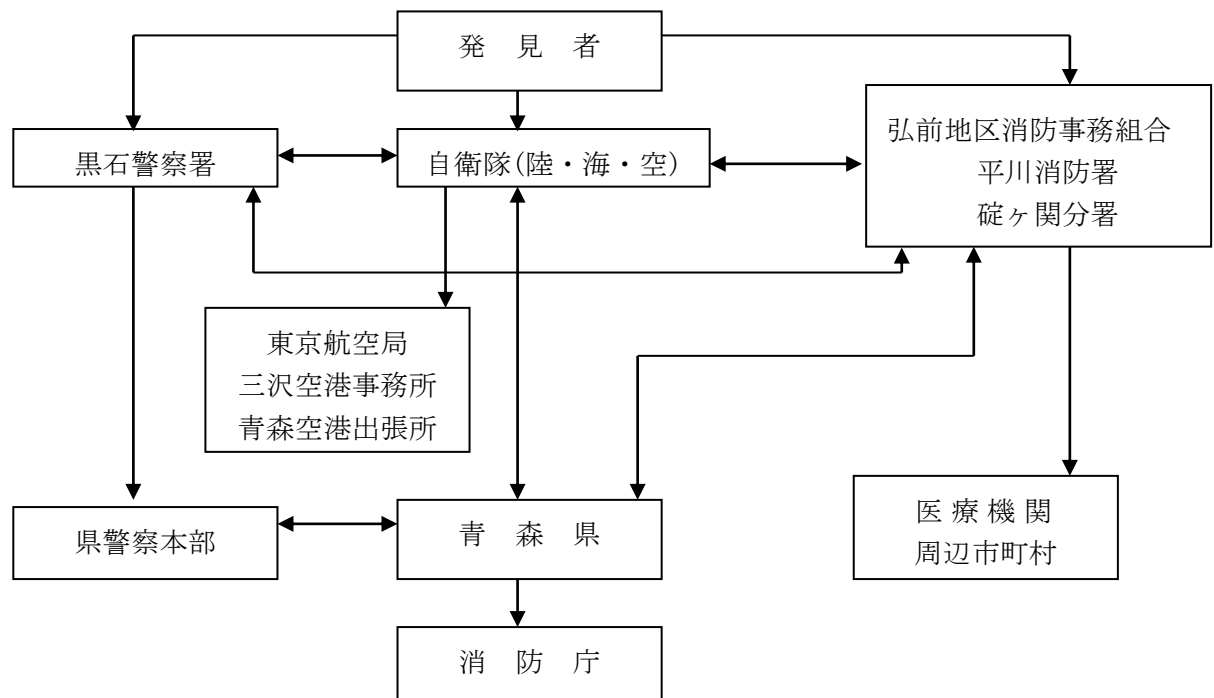 発見者
黒石警察署
自衛隊(陸・海・空)
弘前地区消防事務組合
平川消防署
碇ヶ関分署
東京航空局
三沢空港事務所
青森空港出張所
県警察本部
青森県
医療機関
周辺市町村
消防庁